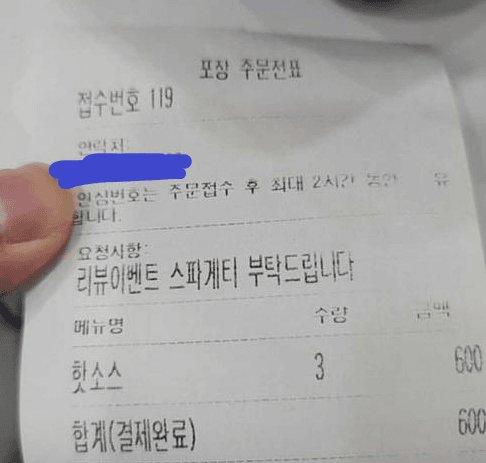 포장 주문전표
접수번호 119
연락처:
안심번호는 주문접수 후 최대 2시간 동안 유
합니다.
요청사항:
리뷰이벤트 스파게티 부탁드립니다
메뉴명 수량 금액
핫소스 3 600
합계(결제완료) 600